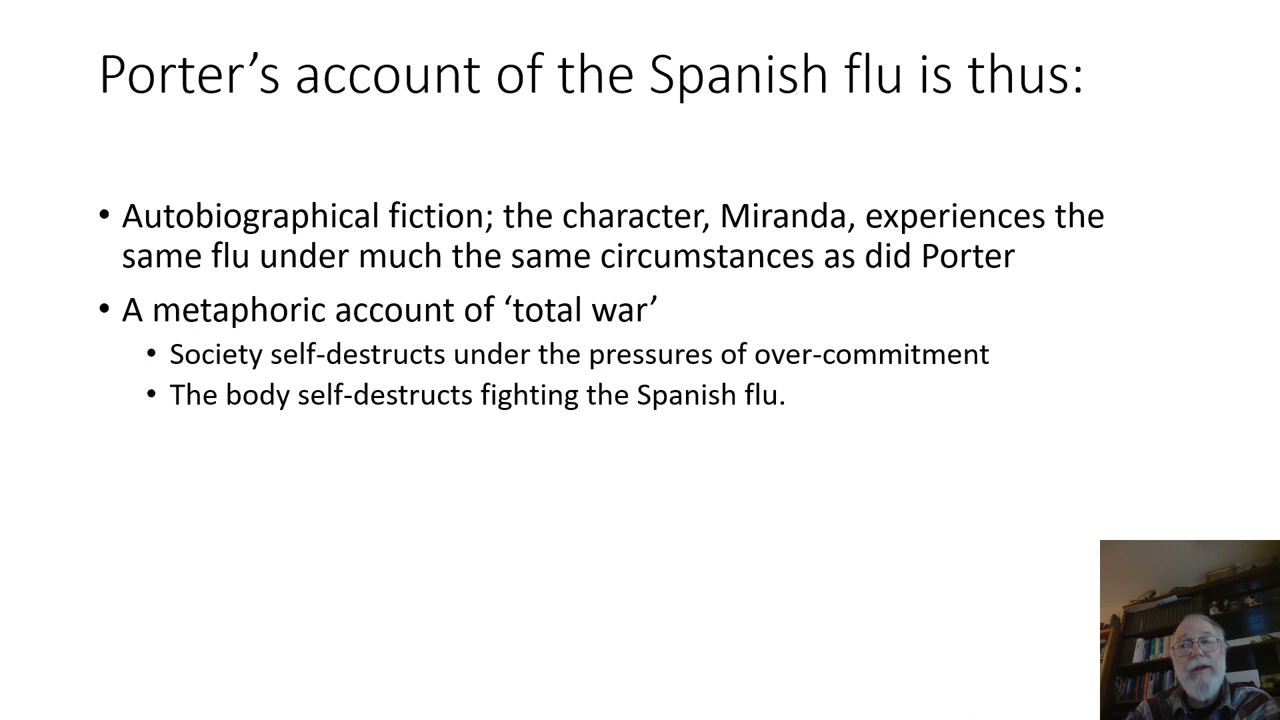 Porter’s account of the Spanish flu is thus:
• Autobiographical fiction; the character, Miranda, experiences the
same flu under much the same circumstances as did Porter
• A metaphoric account of ‘total war’
• Society self-destructs under the pressures of over-commitment
• The body self-destructs fighting the Spanish flu.